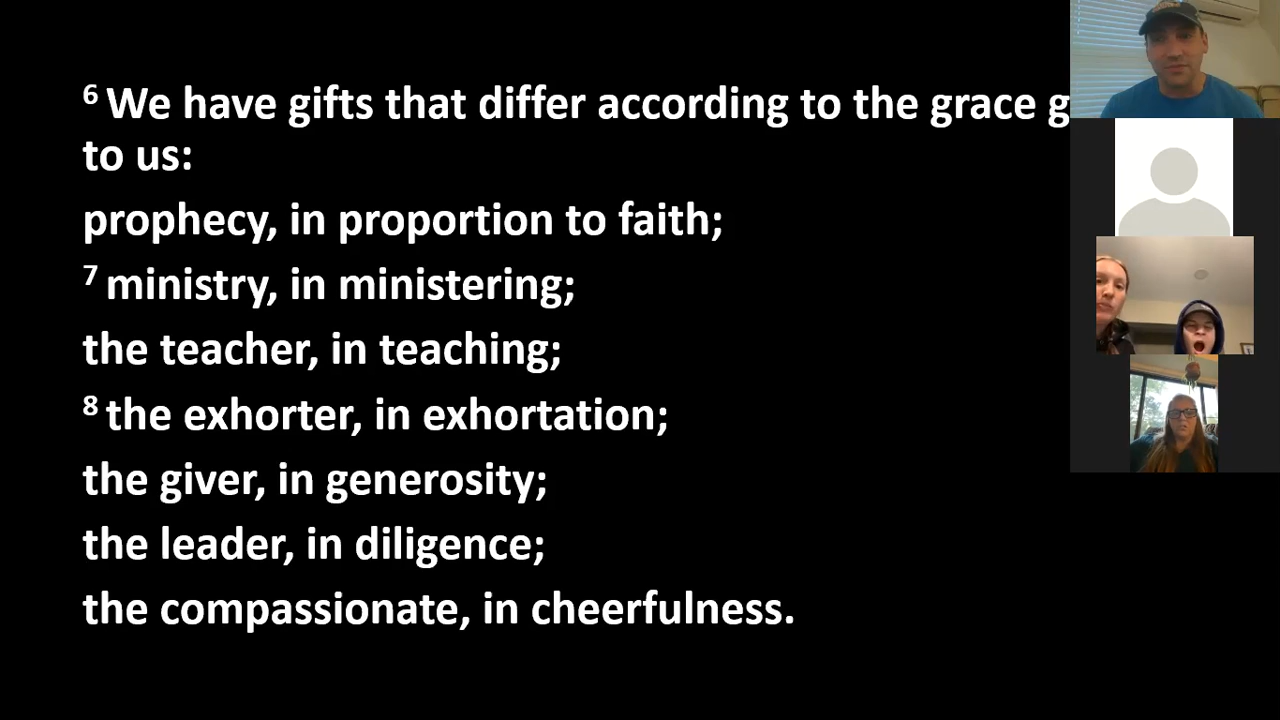 6 We have gifts that differ according to the grace
to us:
prophecy, in proportion to faith;
7 ministry, in ministering;
the teacher, in teaching;
8 the exhorter, in exhortation;
the giver, in generosity;
the leader, in diligence;
the compassionate, in cheerfulness.